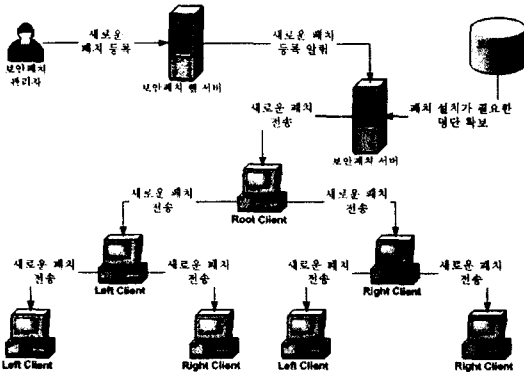 새로운
패치 등록
새로운 패치
등록 알림
보안패치
관리자
보안패치 웹 서버
새로운 패치
전송
패치 설치가 필요한
명단 확보
보안패치 서버
새로운 패치
전송
새로운 패치
전송
Root Client
새로운 패치
전송
새로운 패치
전송
Left Client
새로운 패치
전송
새로운 패치
전송
Right Client
Left Client
Right Client
Left Client
Right Client